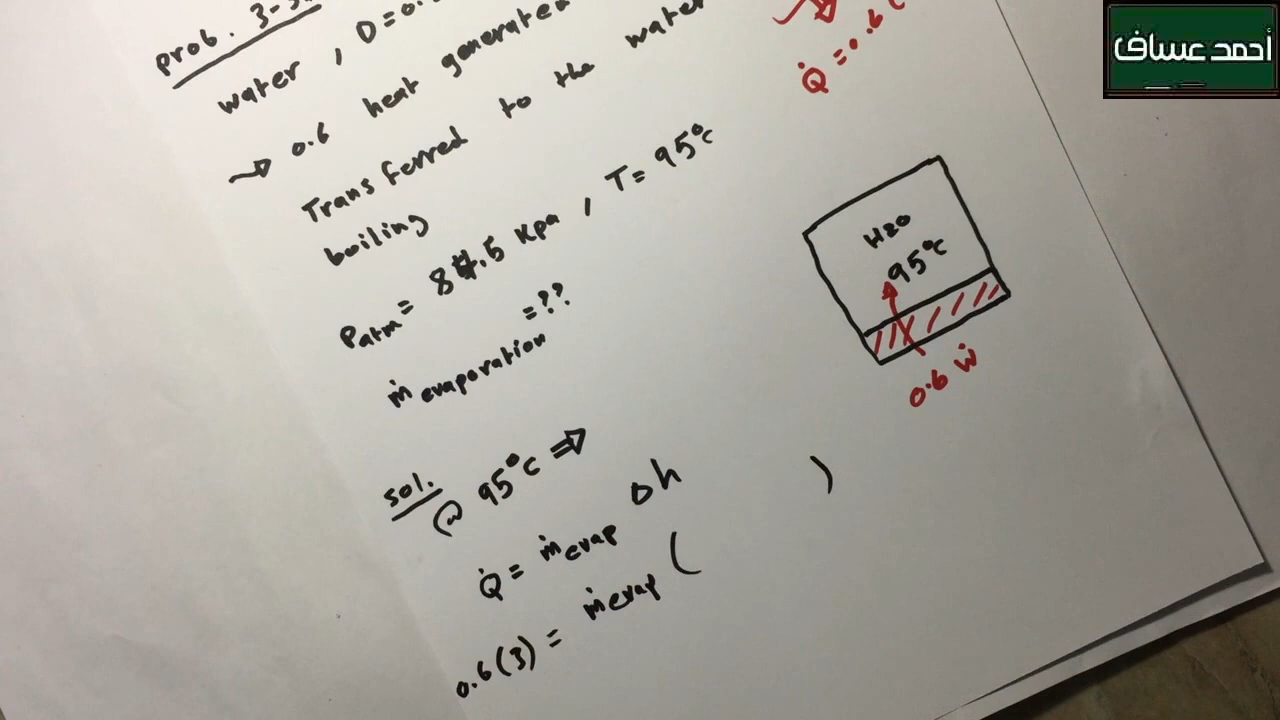 prob. 3-3
water, D=0.
→ 0.6 heat generated
Transferred to the water
boiling
Patm = 84.5 kpa, T= 95°c
ṁ evaporation =??
sol.
@ 95°c ⇒
Q̇ = ṁevap Δh
0.6(3) = ṁevap ( )
Q̇ = 0.6 (
H2O
95°c
0.6 ẇ
أحمد عساف